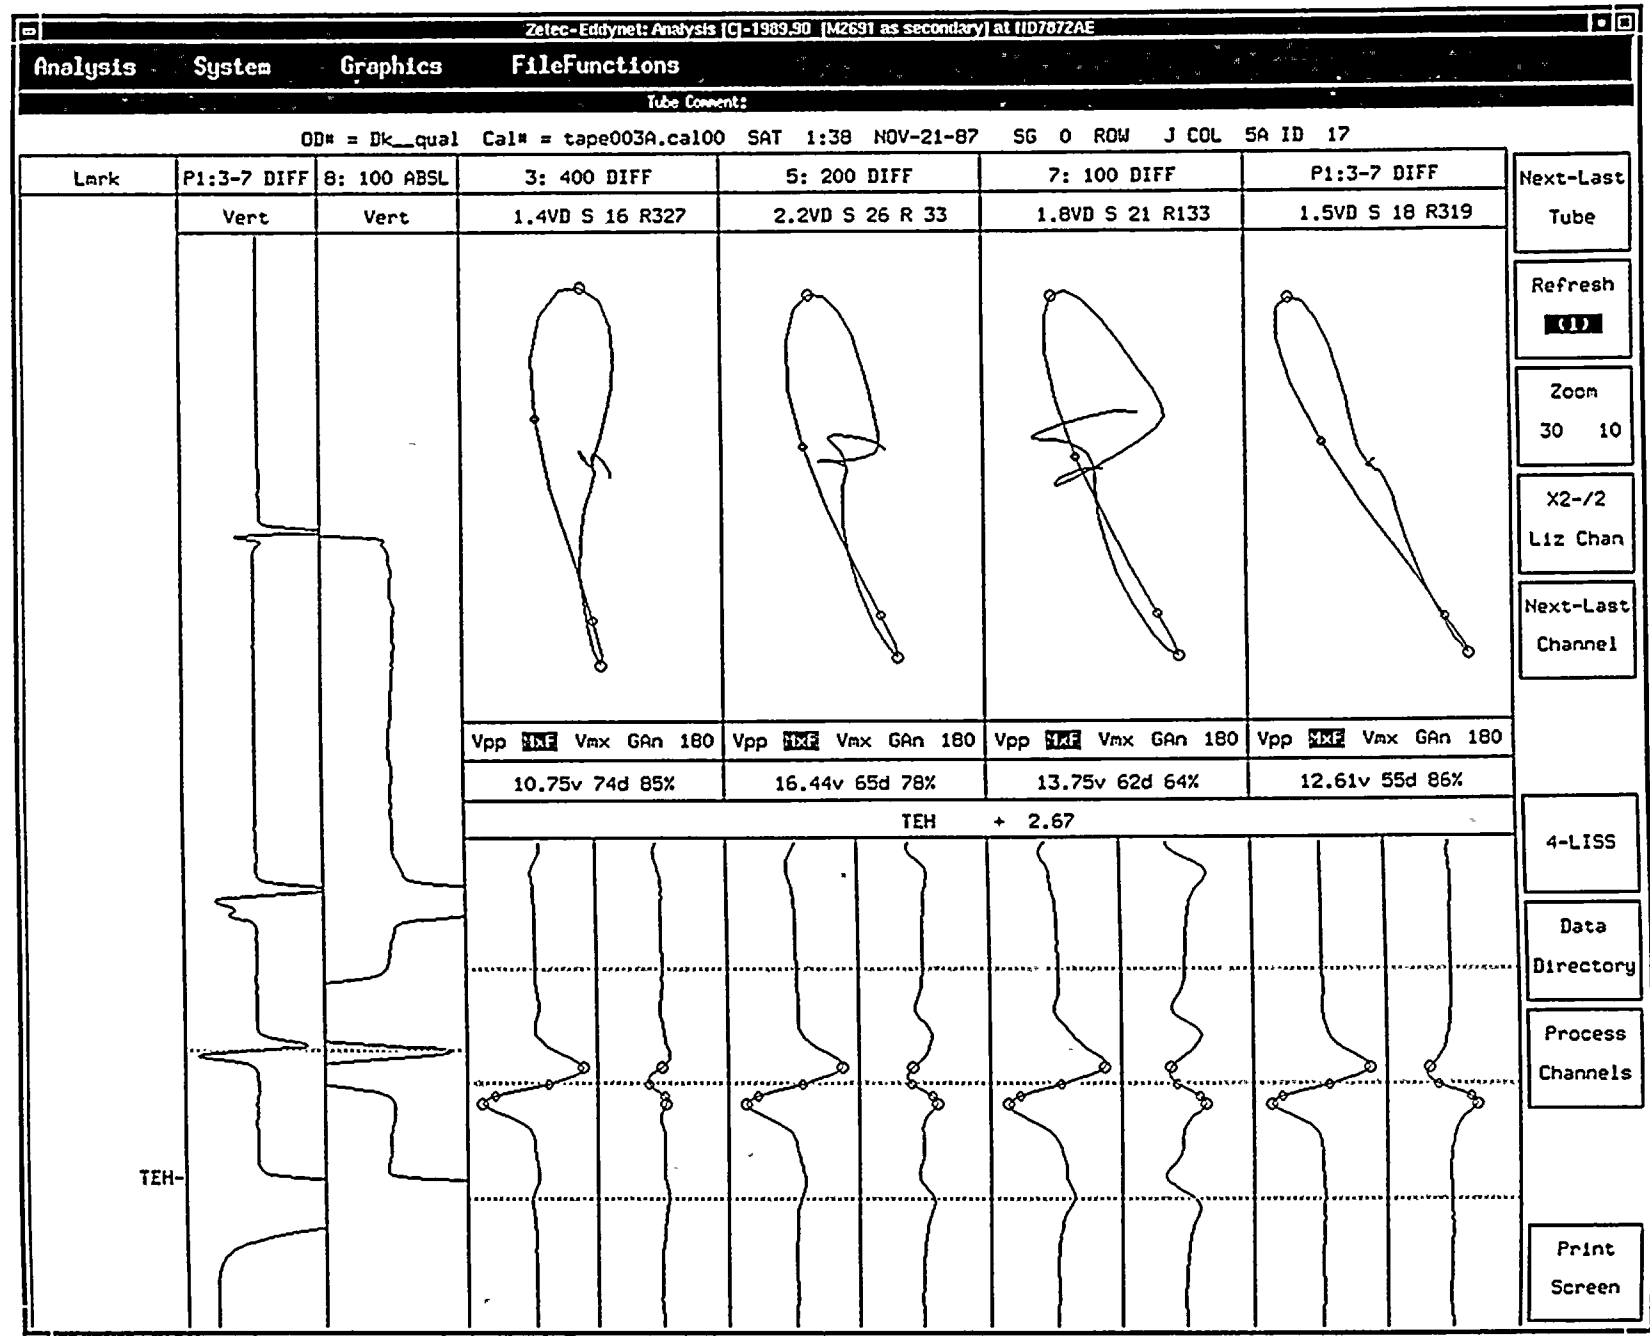 Zetec-Eddynet: Analysis [C]-1989,90 [M2691 as secondary] at ND7872AE
Analysis System Graphics FileFunctions
Tube Comment:
OD# = Dk__qual Cal# = tape003A.cal00 SAT 1:38 NOV-21-87 SG 0 ROW J COL 5A ID 17
Lmrk P1:3-7 DIFF 8: 100 ABSL 3: 400 DIFF 5: 200 DIFF 7: 100 DIFF P1:3-7 DIFF
Vert Vert 1.4VD S 16 R327 2.2VD S 26 R 33 1.8VD S 21 R133 1.5VD S 18 R319
Next-Last
Tube
Refresh
(1)
Zoom
30 10
X2-/2
Liz Chan
Next-Last
Channel
Vpp MxF Vmx GAn 180 Vpp MxF Vmx GAn 180 Vpp MxF Vmx GAn 180 Vpp MxF Vmx GAn 180
10.75v 74d 85% 16.44v 65d 78% 13.75v 62d 64% 12.61v 55d 86%
TEH + 2.67
4-LISS
Data
Directory
Process
Channels
TEH-
Print
Screen